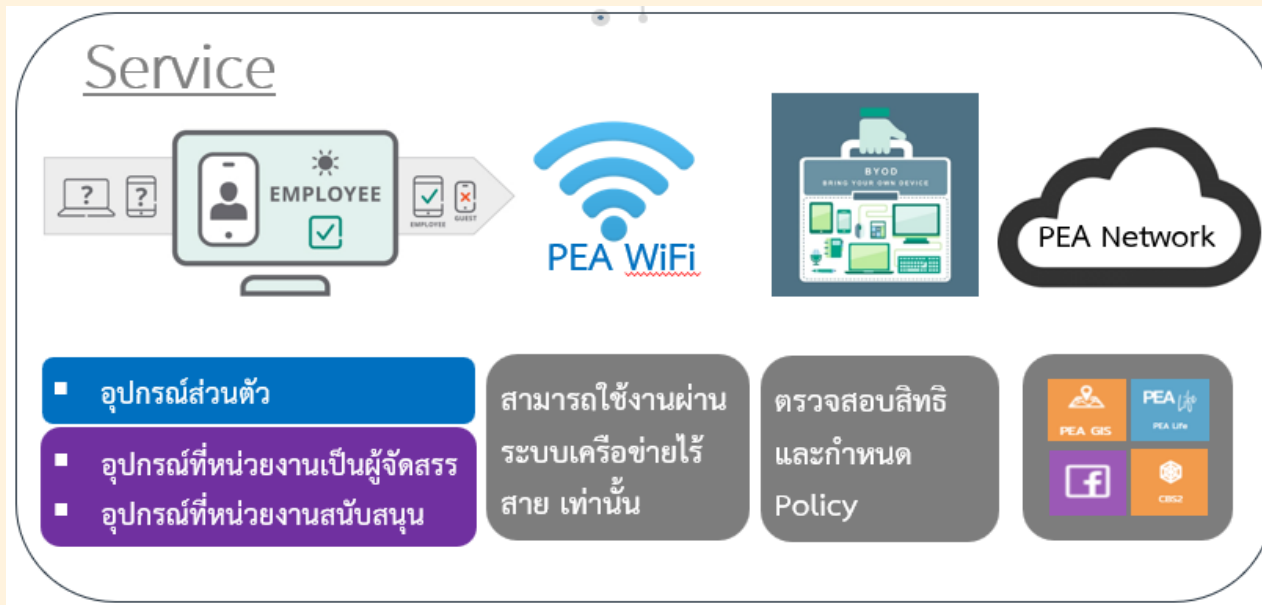 Service
?
?
EMPLOYEE
EMPLOYEE
GUEST
PEA WiFi
BYOD
BRING YOUR OWN DEVICE
PEA Network
▪ อุปกรณ์ส่วนตัว
▪ อุปกรณ์ที่หน่วยงานเป็นผู้จัดสรร
▪ อุปกรณ์ที่หน่วยงานสนับสนุน
สามารถใช้งานผ่าน
ระบบเครือข่ายไร้
สาย เท่านั้น
ตรวจสอบสิทธิ
และกำหนด
Policy
PEA GIS
PEA Life
PEA Life
f
CBS2